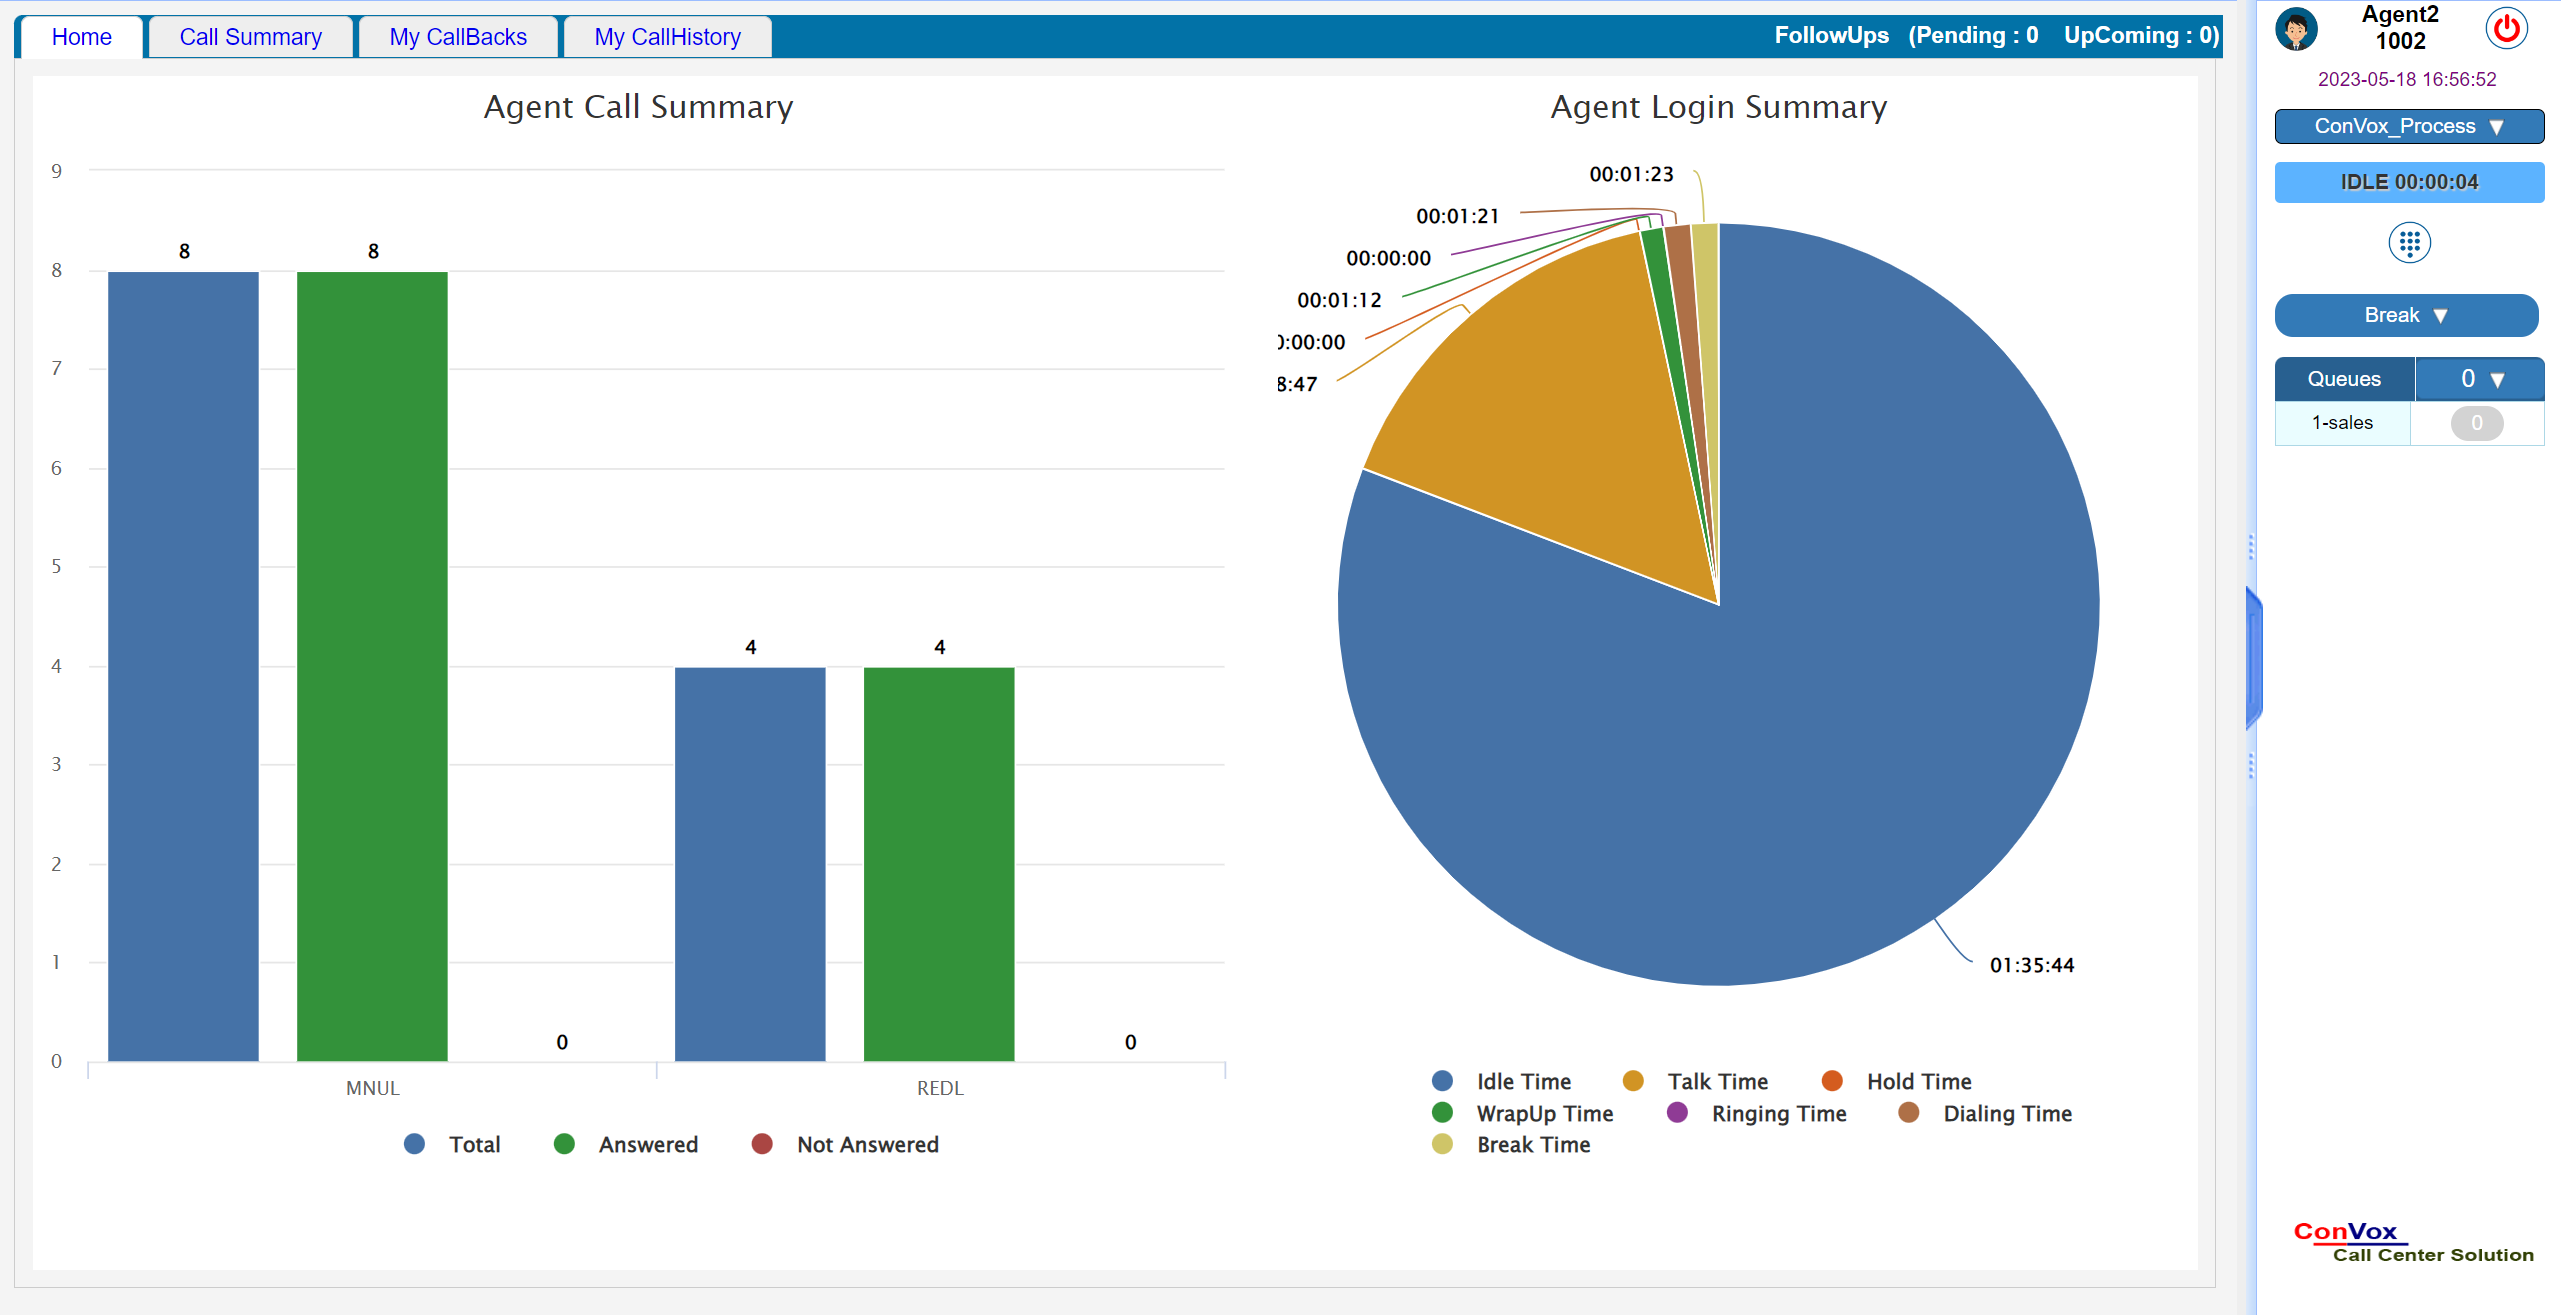 Home
Call Summary
My CallBacks
My CallHistory
FollowUps (Pending : 0 UpComing : 0)
Agent Call Summary
9
8
7
6
5
4
3
2
1
0
8
8
0
4
4
0
MNUL
REDL
Total
Answered
Not Answered
Agent Login Summary
00:01:23
00:01:21
00:00:00
00:01:12
0:00:00
8:47
01:35:44
Idle Time
Talk Time
Hold Time
WrapUp Time
Ringing Time
Dialing Time
Break Time
Agent2
1002
2023-05-18 16:56:52
ConVox_Process ▼
IDLE 00:00:04
Break ▼
Queues
0 ▼
1-sales
0
ConVox
Call Center Solution